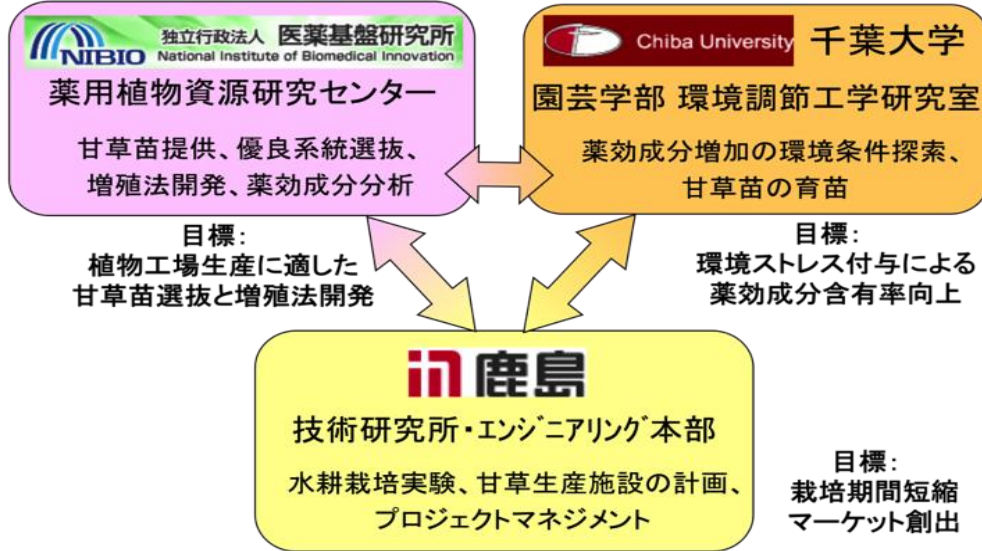 NIBIO
独立行政法人 医薬基盤研究所
National Institute of Biomedical Innovation
薬用植物資源研究センター
甘草苗提供、優良系統選抜、
増殖法開発、薬効成分分析
目標:
植物工場生産に適した
甘草苗選抜と増殖法開発
Chiba University 千葉大学
園芸学部 環境調節工学研究室
薬効成分増加の環境条件探索、
甘草苗の育苗
目標:
環境ストレス付与による
薬効成分含有率向上
鹿島
技術研究所・エンジニアリング本部
水耕栽培実験、甘草生産施設の計画、
プロジェクトマネジメント
目標:
栽培期間短縮
マーケット創出